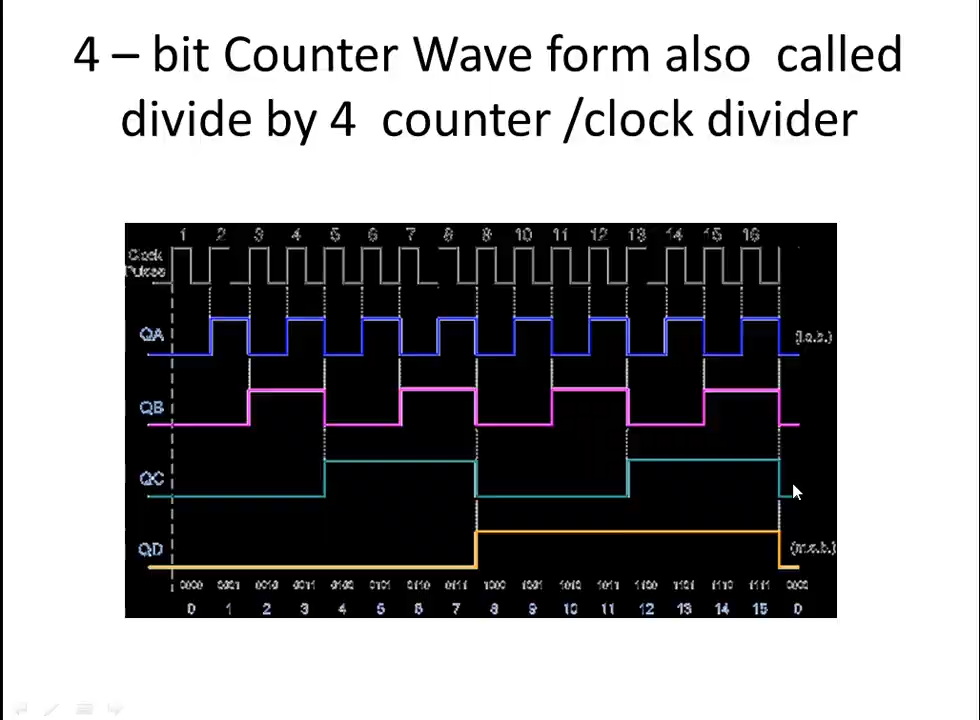 4 – bit Counter Wave form also called
divide by 4 counter /clock divider
1 2 3 4 5 6 7 8 9 10 11 12 13 14 15 16
Clock
Pulses
QA
(l.s.b.)
QB
QC
QD
(m.s.b.)
0000 0001 0010 0011 0100 0101 0110 0111 1000 1001 1010 1011 1100 1101 1110 1111 0000
0 1 2 3 4 5 6 7 8 9 10 11 12 13 14 15 0